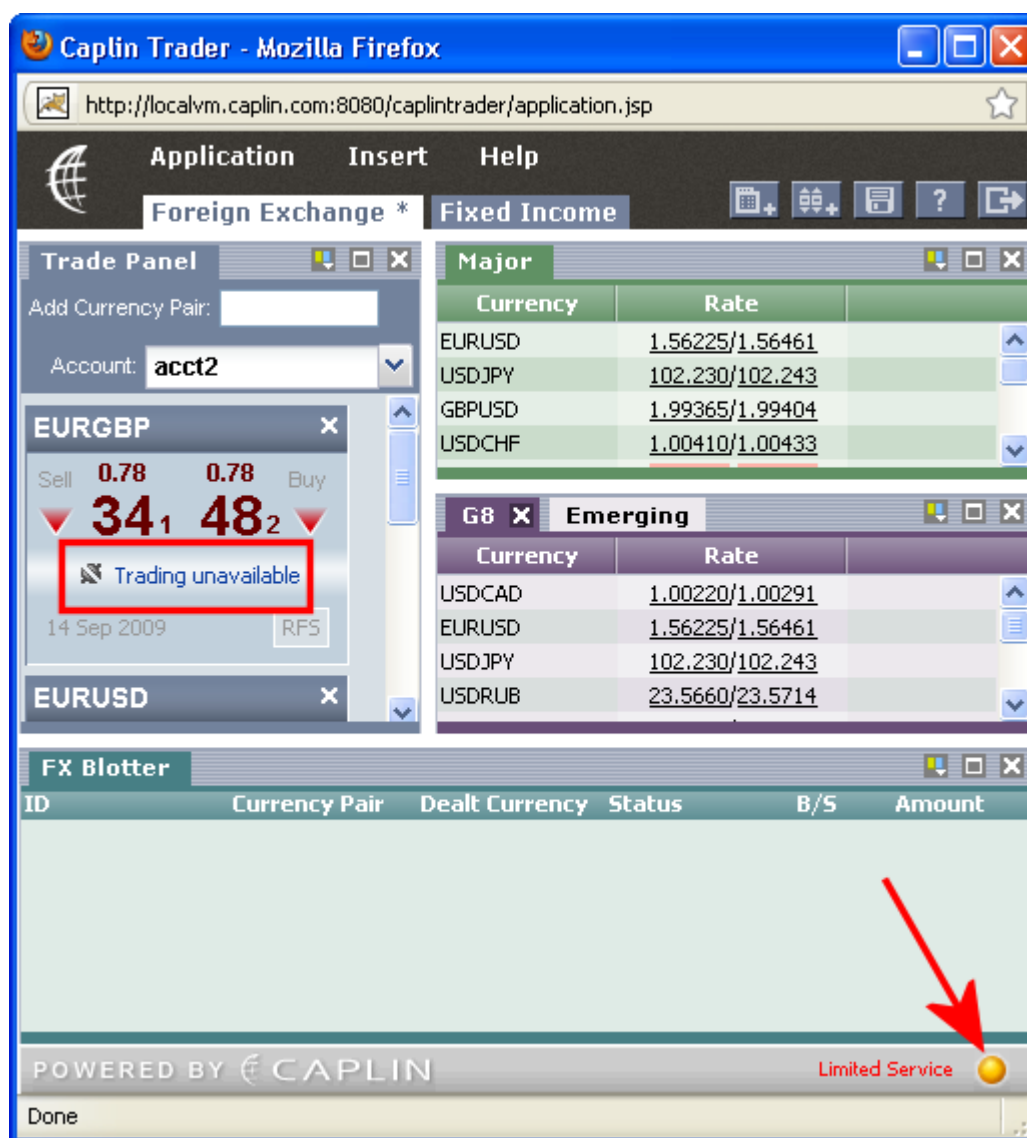 Caplin Trader - Mozilla Firefox
http://localvm.caplin.com:8080/caplintrader/application.jsp
Application Insert Help
Foreign Exchange * Fixed Income
?
Trade Panel
Add Currency Pair:
Account: acct2
EURGBP
Sell 0.78 0.78 Buy
34 1 48 2
Trading unavailable
14 Sep 2009 RFS
EURUSD
Major
Currency Rate
EURUSD 1.56225/1.56461
USDJPY 102.230/102.243
GBPUSD 1.99365/1.99404
USDCHF 1.00410/1.00433
G8 Emerging
Currency Rate
USDCAD 1.00220/1.00291
EURUSD 1.56225/1.56461
USDJPY 102.230/102.243
USDRUB 23.5660/23.5714
FX Blotter
ID Currency Pair Dealt Currency Status B/S Amount
POWERED BY CAPLIN
Limited Service
Done